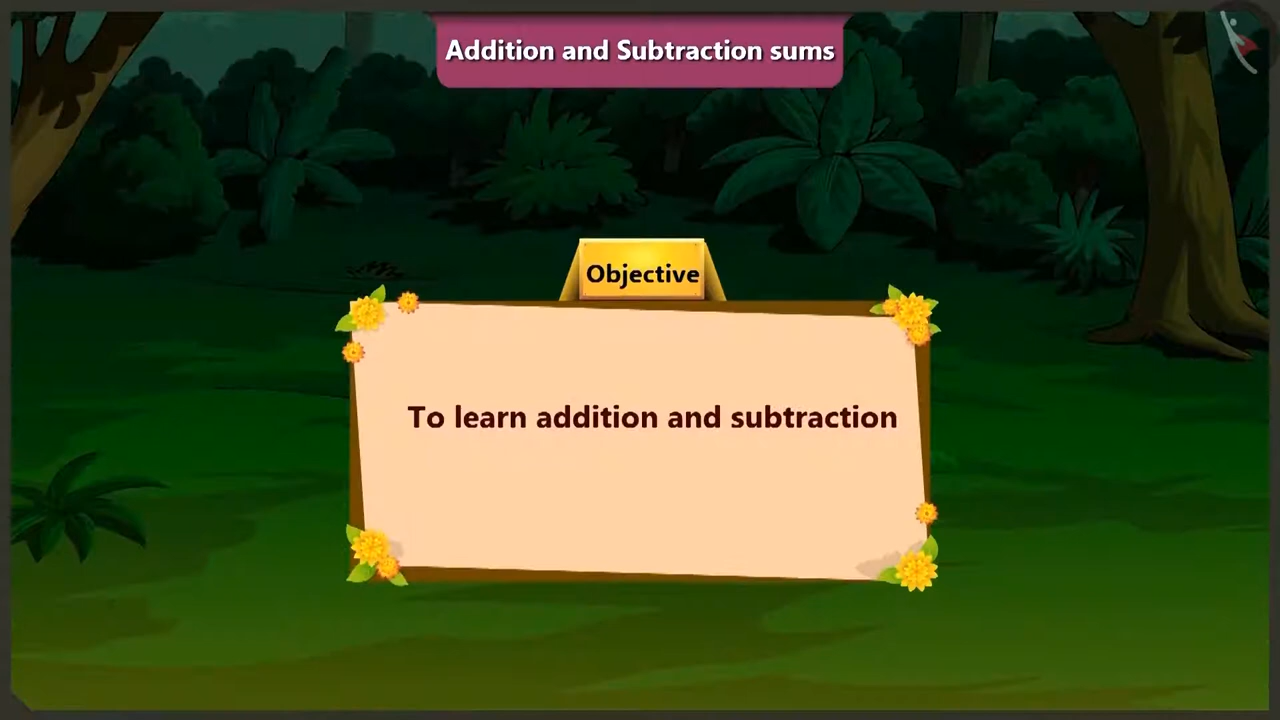 Addition and Subtraction sums
Objective
To learn addition and subtraction